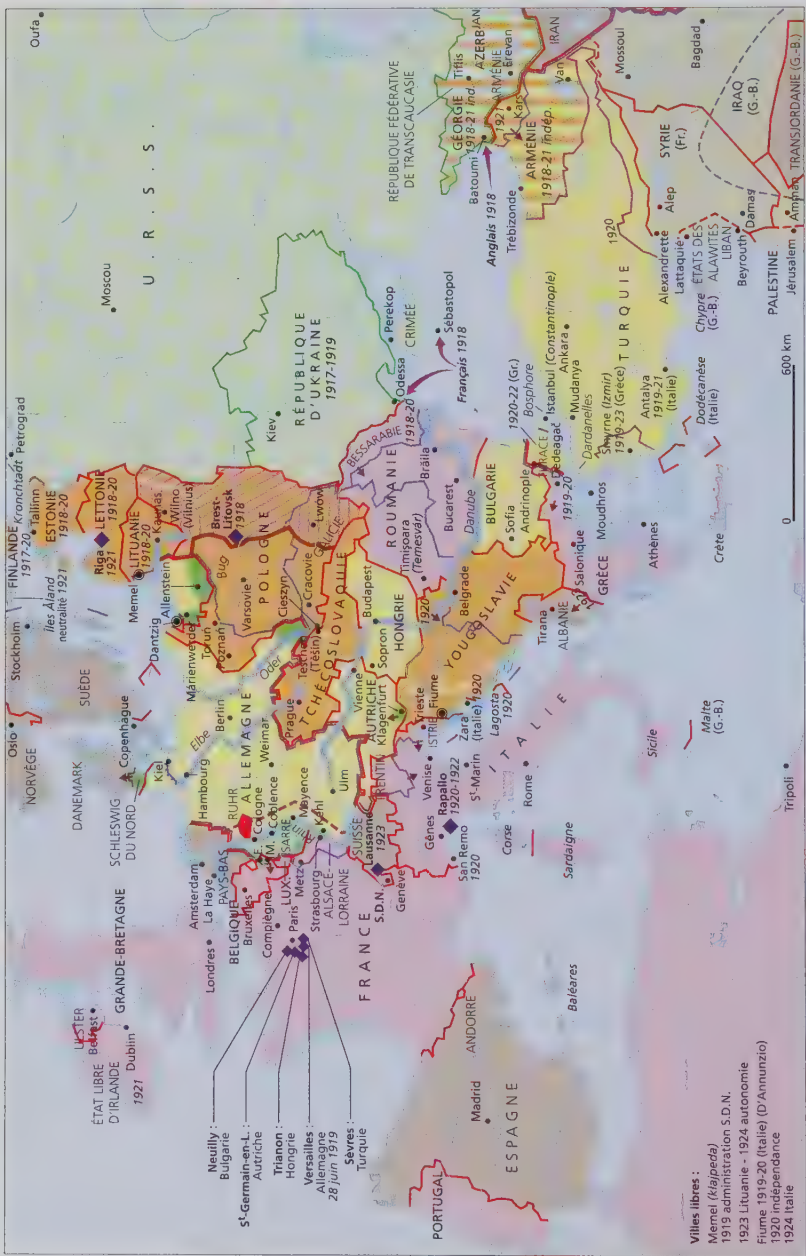 Oufa
U. R. S. S.
Moscou
FINLANDE
1917-20
Kronchtadt
Petrograd
Tallinn
ESTONIE
1918-20
Riga
1921
LETTONIE
1918-20
LITUANIE
1918-20
Kaunas
Wilno
(Vilnius)
Stockholm
Îles Åland
neutralité 1921
Oslo
NORVÈGE
SUÈDE
DANEMARK
Copenhague
SCHLESWIG
DU NORD
Kiel
Memel
Dantzig
Allenstein
Marienwerder
Torun
Poznań
Varsovie
Bug
POLOGNE
Brest-
Litovsk
1918
Lwow
GALICIE
Cracovie
Cieszyn
Teschen
(Těšín)
Oder
RÉPUBLIQUE
D'UKRAINE
1917-1919
Kiev
Odessa
Perekop
CRIMÉE
Sébastopol
Français 1918
BESSARABIE
1918-20
ROUMANIE
Brăila
Bucarest
Timişoara
(Temesvár)
Danube
BULGARIE
Sofia
Andrinople
THRACE
1920-22 (Gr.)
Dédeagač
1919-20
Bosphore
Istanbul (Constantinople)
Mudanya
Dardanelles
Ankara
TURQUIE
Smyrne (Izmir)
1919-23 (Grèce)
Antalya
1919-21
(Italie)
Dodécanèse
(Italie)
Crète
Moudhros
Athènes
Salonique
GRÈCE
ALBANIE
Tirana
YOUGOSLAVIE
Belgrade
1920
HONGRIE
Budapest
Sopron
TCHÉCOSLOVAQUIE
Prague
Vienne
AUTRICHE
Klagenfurt
ALLEMAGNE
Berlin
Elbe
Hambourg
Weimar
RUHR
Cologne
Coblence
Mayence
Rhin
SARRE
E.
M.
Kehl
Ulm
LUX.
Metz
Strasbourg
ALSACE-
LORRAINE
SUISSE
Lausanne
1923
S.D.N.
Genève
TRENTIN
Venise
ISTRIE
Trieste
Fiume
Zara
(Italie) 1920
Lagosta
1920
St-Marin
ITALIE
Rapallo
1920-1922
Gênes
San Remo
1920
Rome
Corse
Sardaigne
Sicile
Malte
(G.-B.)
Tripoli
GRANDE-BRETAGNE
Londres
ULSTER
Belfast
Dublin
ÉTAT LIBRE
D'IRLANDE
1921
Amsterdam
La Haye
PAYS-BAS
BELGIQUE
Bruxelles
Compiègne
Paris
FRANCE
ANDORRE
Baléares
Madrid
ESPAGNE
PORTUGAL
RÉPUBLIQUE FÉDÉRATIVE
DE TRANSCAUCASIE
GÉORGIE
1918-21 ind.
Tiflis
AZERBJAN
Batoumi
Anglais 1918
ARMÉNIE
1921
Erevan
Kars
ARMÉNIE
1918-21 indép.
Trébizonde
Van
IRAN
1920
Mossoul
Bagdad
IRAQ
(G.-B.)
SYRIE
(Fr.)
Alep
Alexandrette
Lattaquié
ÉTATS DES
ALAWITES
LIBAN
Beyrouth
Damas
Chypre
(G.-B.)
PALESTINE
Jérusalem
Amman
TRANSJORDANIE (G.-B.)
Neuilly :
Bulgarie
St-Germain-en-L. :
Autriche
Trianon :
Hongrie
Versailles :
Allemagne
28 juin 1919
Sèvres :
Turquie
Villes libres :
Memel (klajpeda)
1919 administration S.D.N.
1923 Lituanie - 1924 autonomie
Fiume 1919-20 (Italie) (D'Annunzio)
1920 indépendance
1924 Italie
0
600 km